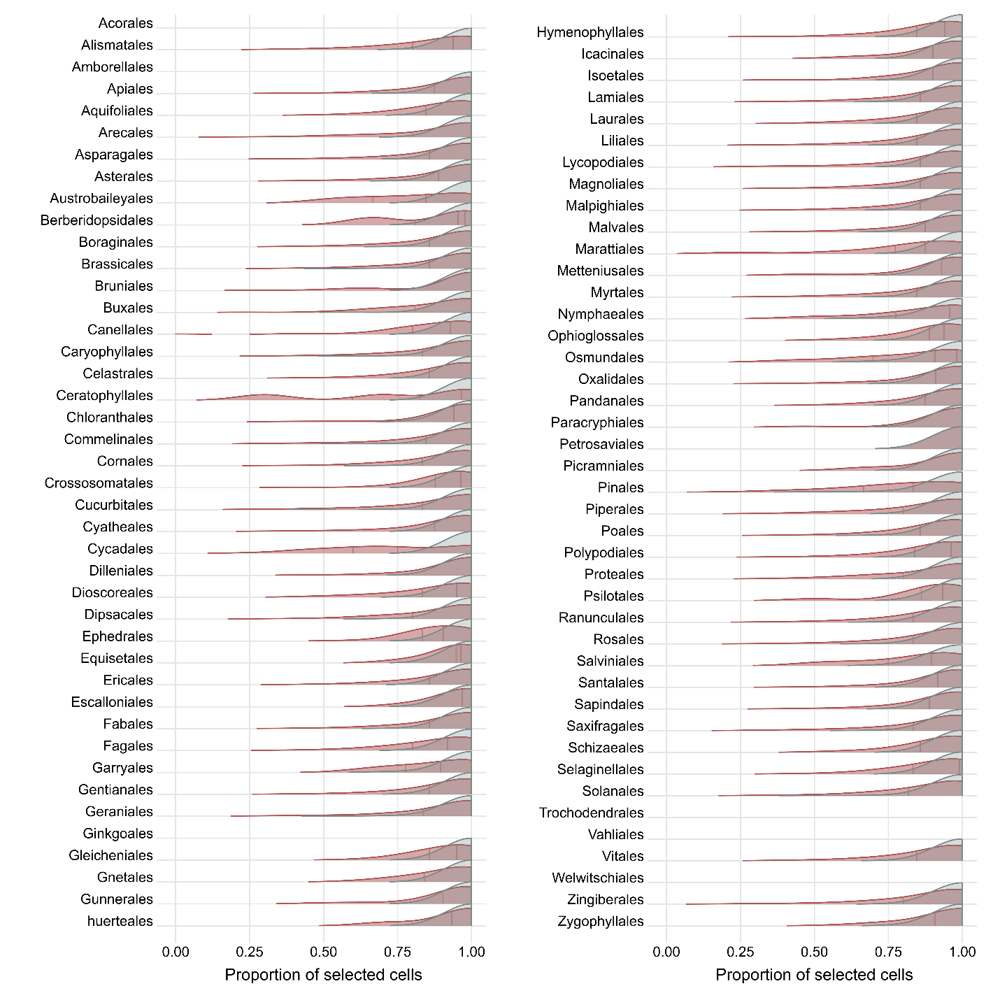 Acorales
Alismatales
Amborellales
Apiales
Aquifoliales
Arecales
Asparagales
Asterales
Austrobaileyales
Berberidopsidales
Boraginales
Brassicales
Bruniales
Buxales
Canellales
Caryophyllales
Celastrales
Ceratophyllales
Chloranthales
Commelinales
Cornales
Crossosomatales
Cucurbitales
Cyatheales
Cycadales
Dilleniales
Dioscoreales
Dipsacales
Ephedrales
Equisetales
Ericales
Escalloniales
Fabales
Fagales
Garryales
Gentianales
Geraniales
Ginkgoales
Gleicheniales
Gnetales
Gunnerales
huerteales
0.00 0.25 0.50 0.75 1.00
Proportion of selected cells
Hymenophyllales
Icacinales
Isoetales
Lamiales
Laurales
Liliales
Lycopodiales
Magnoliales
Malpighiales
Malvales
Marattiales
Metteniusales
Myrtales
Nymphaeales
Ophioglossales
Osmundales
Oxalidales
Pandanales
Paracryphiales
Petrosaviales
Picramniales
Pinales
Piperales
Poales
Polypodiales
Proteales
Psilotales
Ranunculales
Rosales
Salviniales
Santalales
Sapindales
Saxifragales
Schizaeales
Selaginellales
Solanales
Trochodendrales
Vahliales
Vitales
Welwitschiales
Zingiberales
Zygophyllales
0.00 0.25 0.50 0.75 1.00
Proportion of selected cells